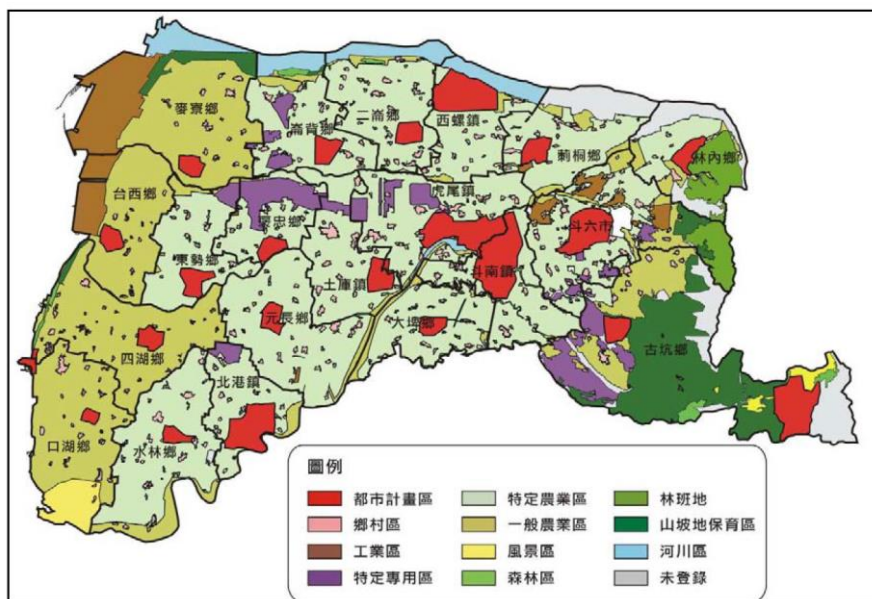 麥寮鄉
崙背鄉
二崙鄉
西螺鎮
莿桐鄉
林內鄉
台西鄉
虎尾鎮
斗六市
褒忠鄉
東勢鄉
土庫鎮
斗南鎮
元長鄉
大埤鄉
四湖鄉
古坑鄉
北港鎮
口湖鄉
水林鄉
圖例
都市計畫區 特定農業區 林班地
鄉村區 一般農業區 山坡地保育區
工業區 風景區 河川區
特定專用區 森林區 未登錄